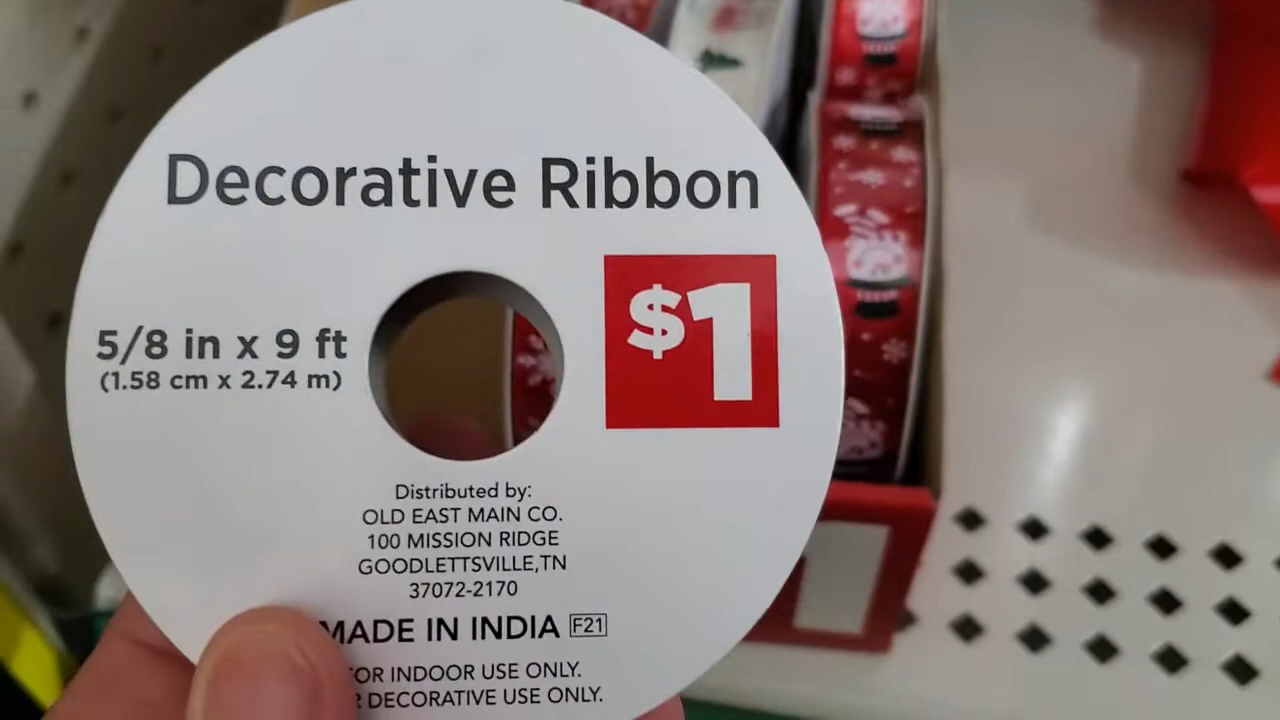 Decorative Ribbon
$1
5/8 in x 9 ft
(1.58 cm x 2.74 m)
Distributed by:
OLD EAST MAIN CO.
100 MISSION RIDGE
GOODLETTSVILLE,TN
37072-2170
MADE IN INDIA F21
FOR INDOOR USE ONLY.
DECORATIVE USE ONLY.